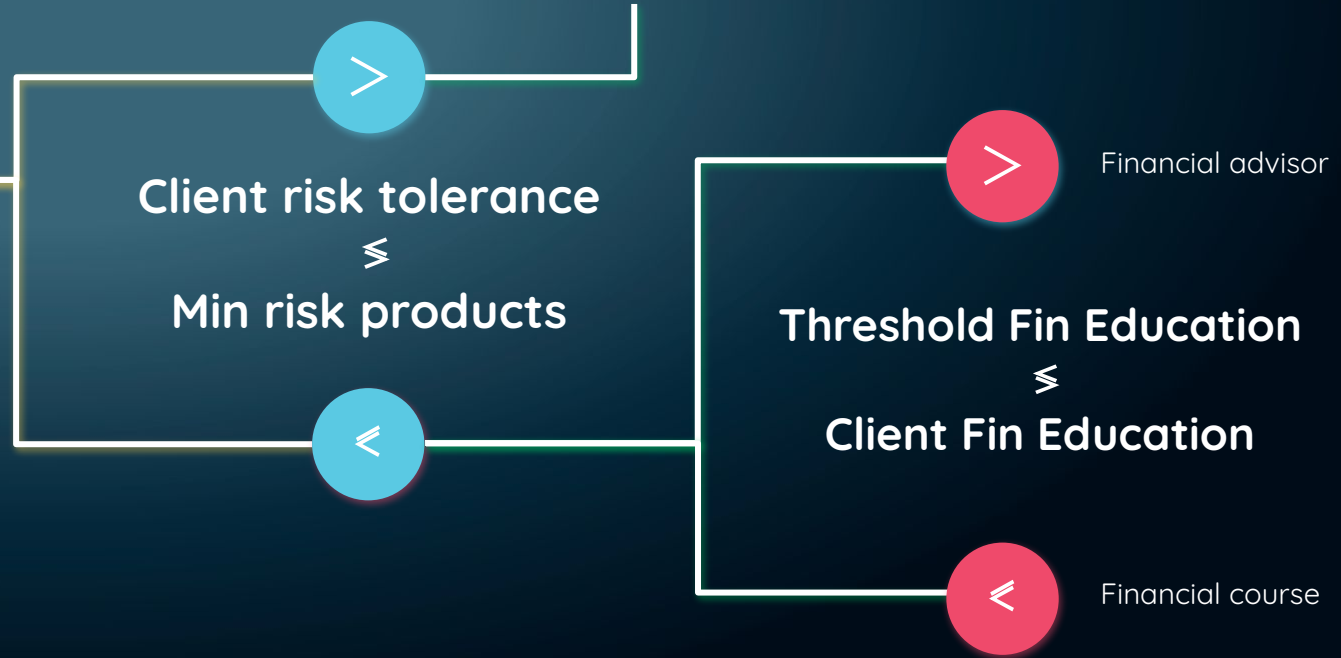 >
Client risk tolerance
≶
Min risk products
≤
>
Financial advisor
Threshold Fin Education
≶
Client Fin Education
≤
Financial course